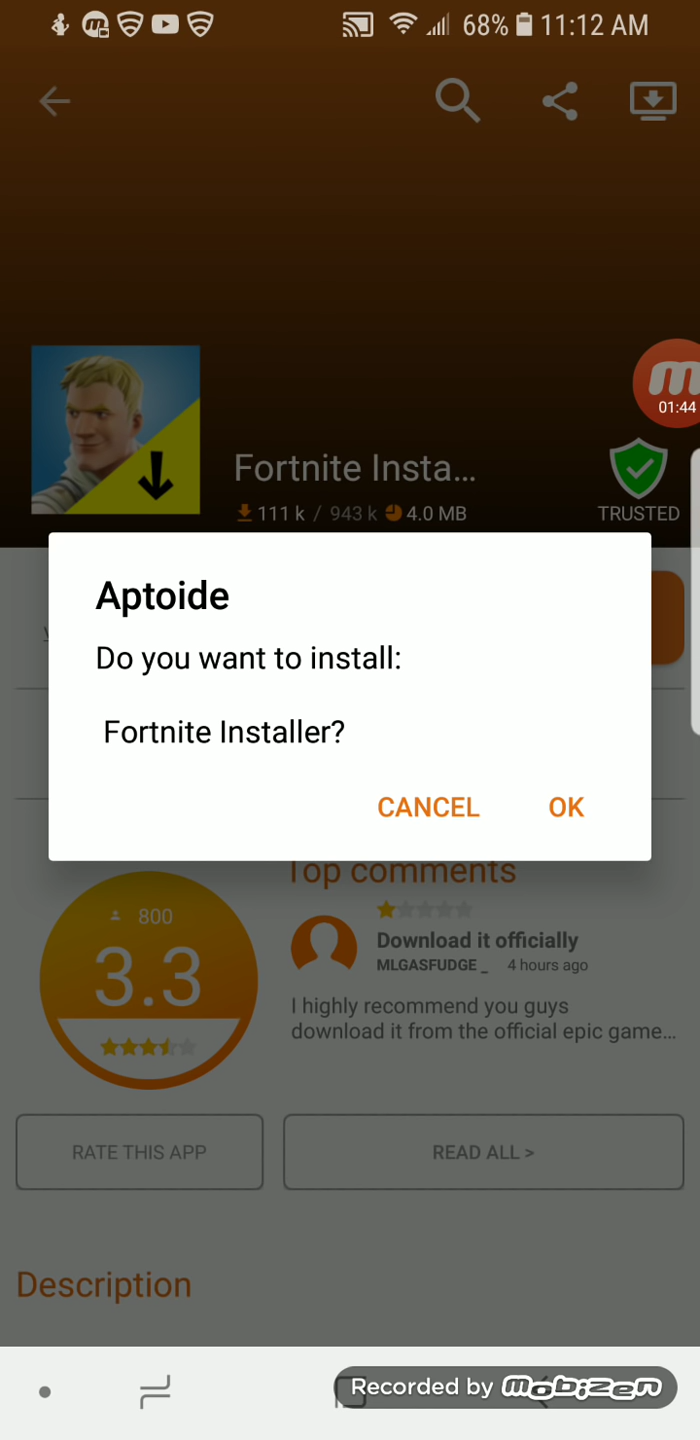 68% 11:12 AM
01:44
Fortnite Insta...
111 k / 943 k 4.0 MB
TRUSTED
Aptoide
Do you want to install:
Fortnite Installer?
CANCEL OK
Top comments
800
3.3
Download it officially
MLGASFUDGE_ 4 hours ago
I highly recommend you guys
download it from the official epic game...
RATE THIS APP
READ ALL >
Description
Recorded by mobizen